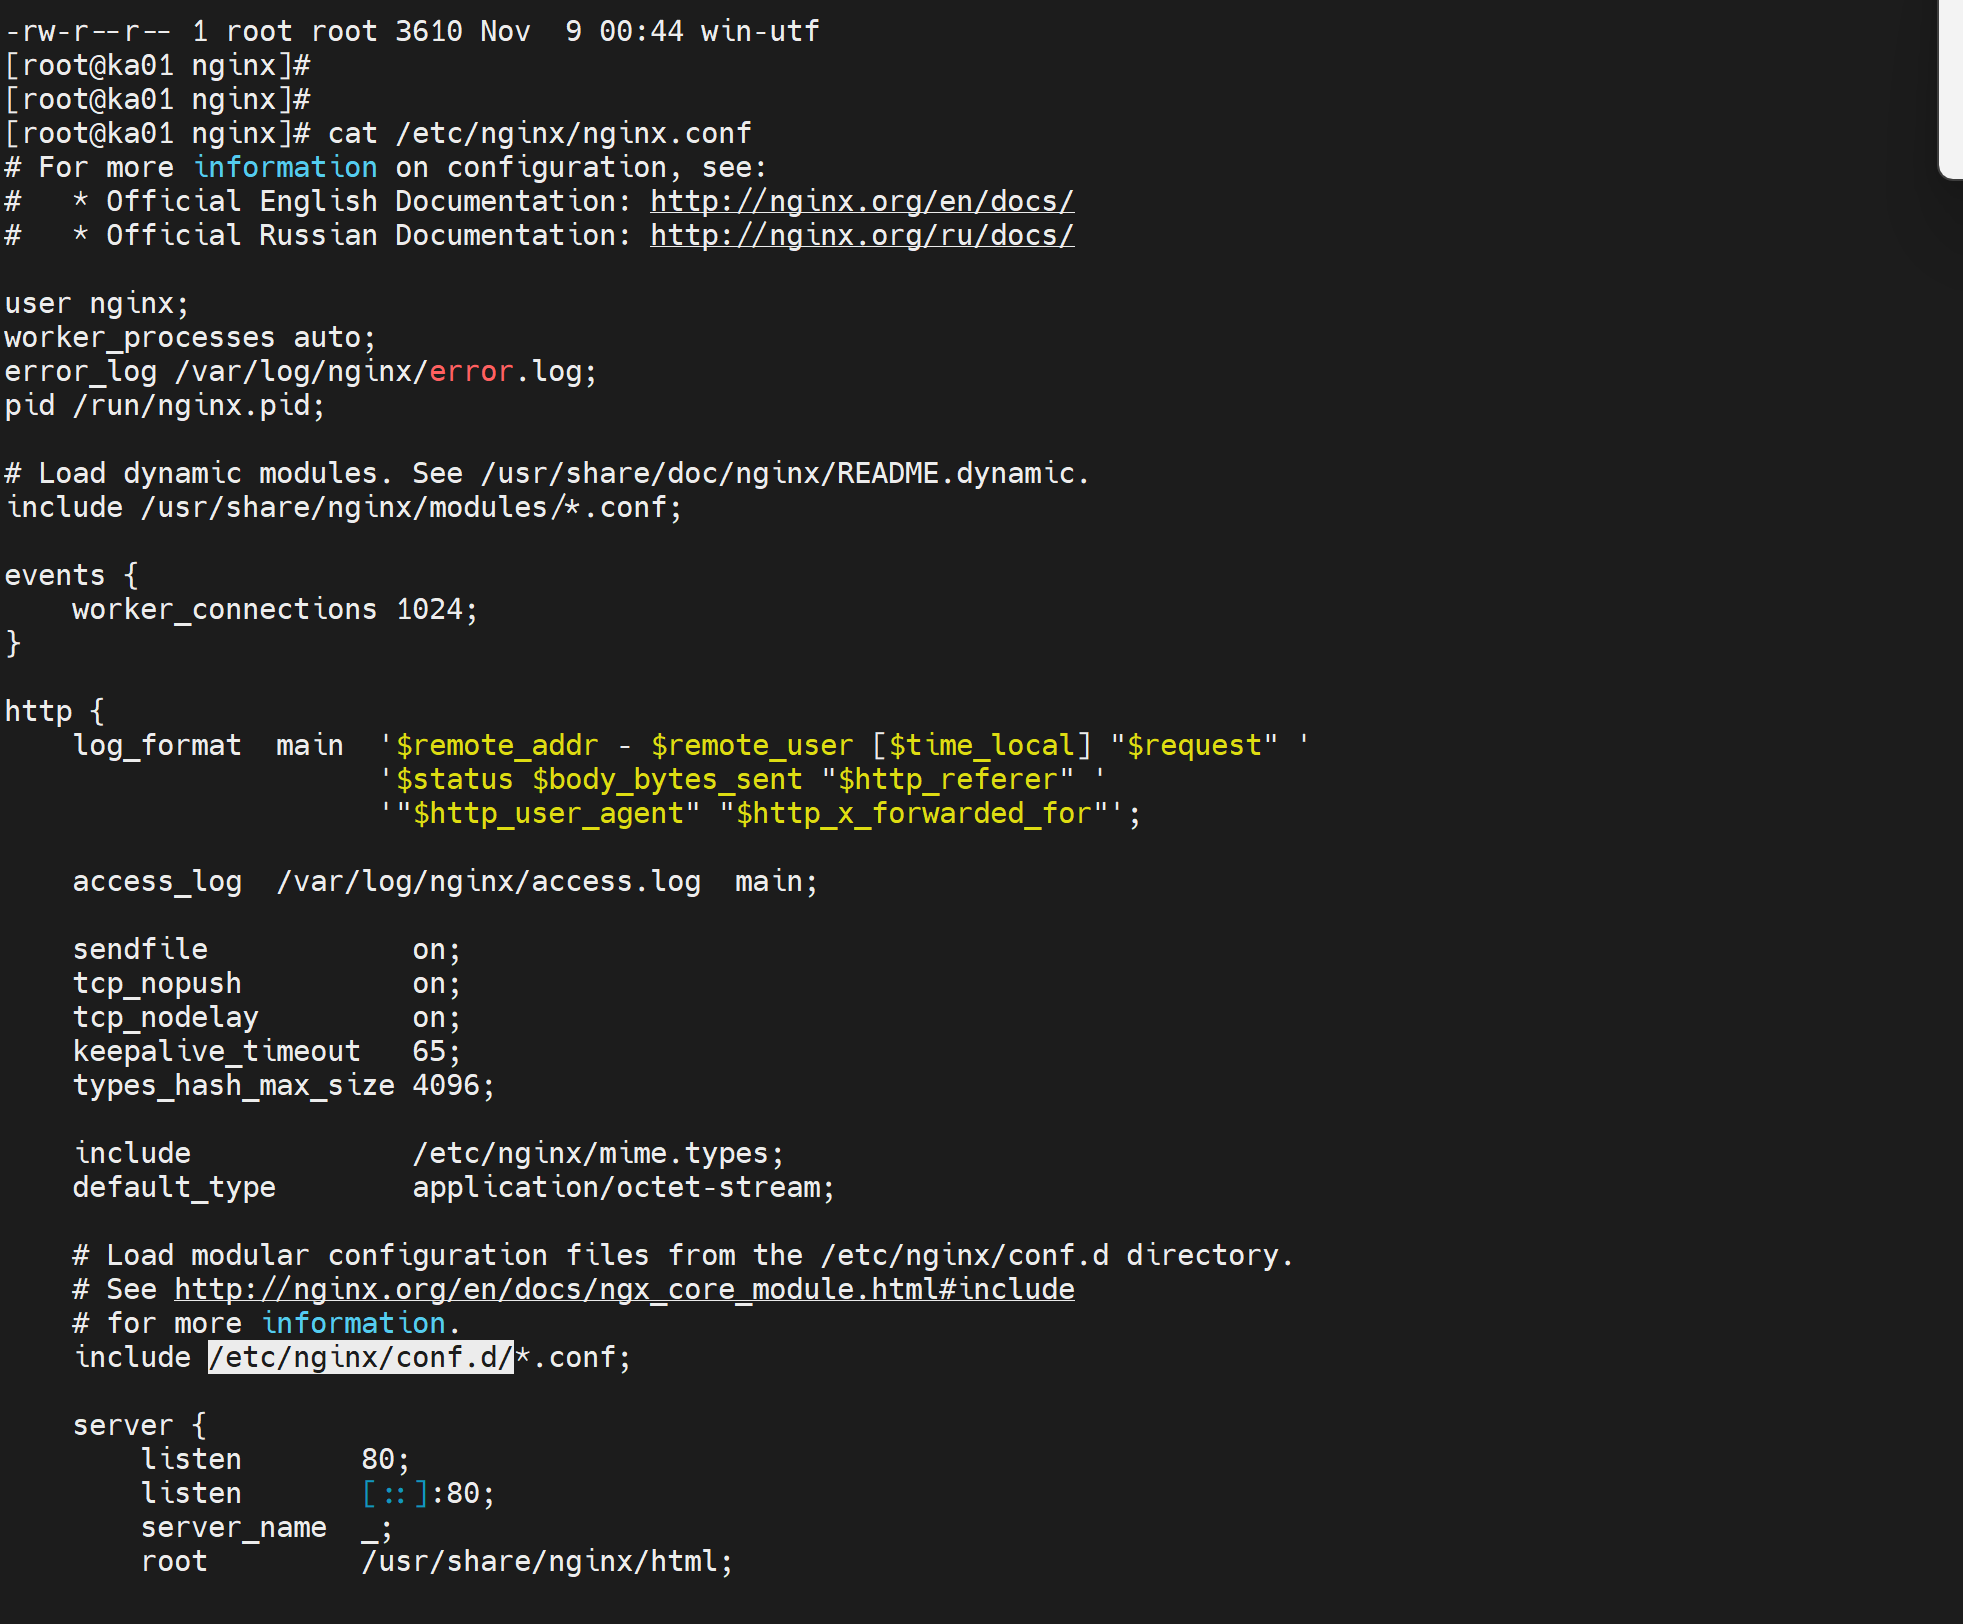 -rw-r--r-- 1 root root 3610 Nov  9 00:44 win-utf
[root@ka01 nginx]#
[root@ka01 nginx]#
[root@ka01 nginx]# cat /etc/nginx/nginx.conf
# For more information on configuration, see:
#   * Official English Documentation: http://nginx.org/en/docs/
#   * Official Russian Documentation: http://nginx.org/ru/docs/

user nginx;
worker_processes auto;
error_log /var/log/nginx/error.log;
pid /run/nginx.pid;

# Load dynamic modules. See /usr/share/doc/nginx/README.dynamic.
include /usr/share/nginx/modules/*.conf;

events {
    worker_connections 1024;
}

http {
    log_format  main  '$remote_addr - $remote_user [$time_local] "$request" '
                      '$status $body_bytes_sent "$http_referer" '
                      '"$http_user_agent" "$http_x_forwarded_for"';

    access_log  /var/log/nginx/access.log  main;

    sendfile            on;
    tcp_nopush          on;
    tcp_nodelay         on;
    keepalive_timeout   65;
    types_hash_max_size 4096;

    include             /etc/nginx/mime.types;
    default_type        application/octet-stream;

    # Load modular configuration files from the /etc/nginx/conf.d directory.
    # See http://nginx.org/en/docs/ngx_core_module.html#include
    # for more information.
    include /etc/nginx/conf.d/*.conf;

    server {
        listen       80;
        listen       [::]:80;
        server_name  _;
        root         /usr/share/nginx/html;